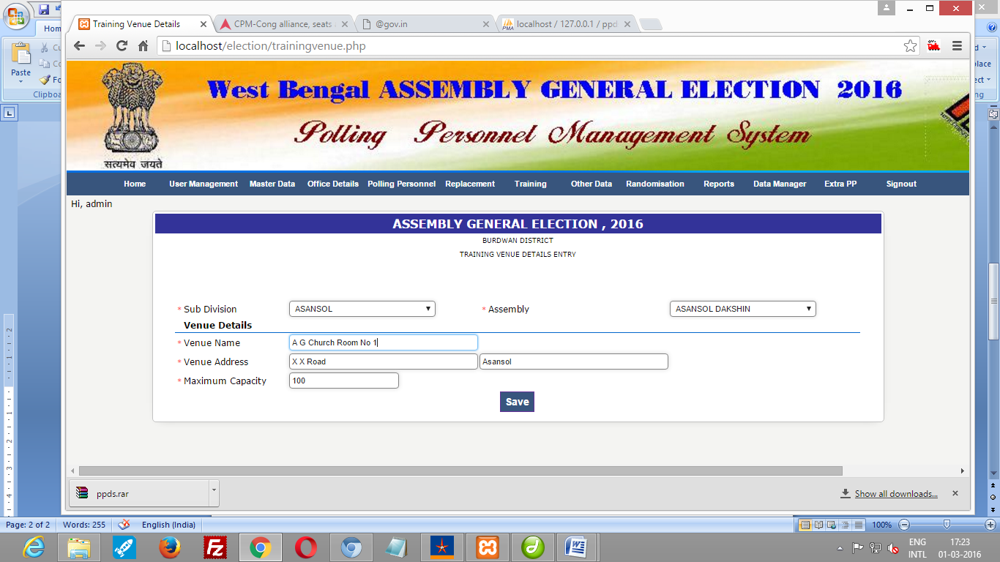 Hom
Training Venue Details
CPM-Cong alliance, seats
@gov.in
localhost / 127.0.0.1 / ppd
localhost/election/trainingvenue.php
Paste
Clipboa
West Bengal ASSEMBLY GENERAL ELECTION 2016
Polling Personnel Management System
सत्यमेव जयते
Home User Management Master Data Office Details Polling Personnel Replacement Training Other Data Randomisation Reports Data Manager Extra PP Signout
Hi, admin
ASSEMBLY GENERAL ELECTION , 2016
BURDWAN DISTRICT
TRAINING VENUE DETAILS ENTRY
* Sub Division ASANSOL * Assembly ASANSOL DAKSHIN
Venue Details
* Venue Name A G Church Room No 1
* Venue Address X X Road Asansol
* Maximum Capacity 100
Save
ppds.rar
Show all downloads...
Page: 2 of 2 Words: 255 English (India) 100%
ENG 17:23
INTL 01-03-2016